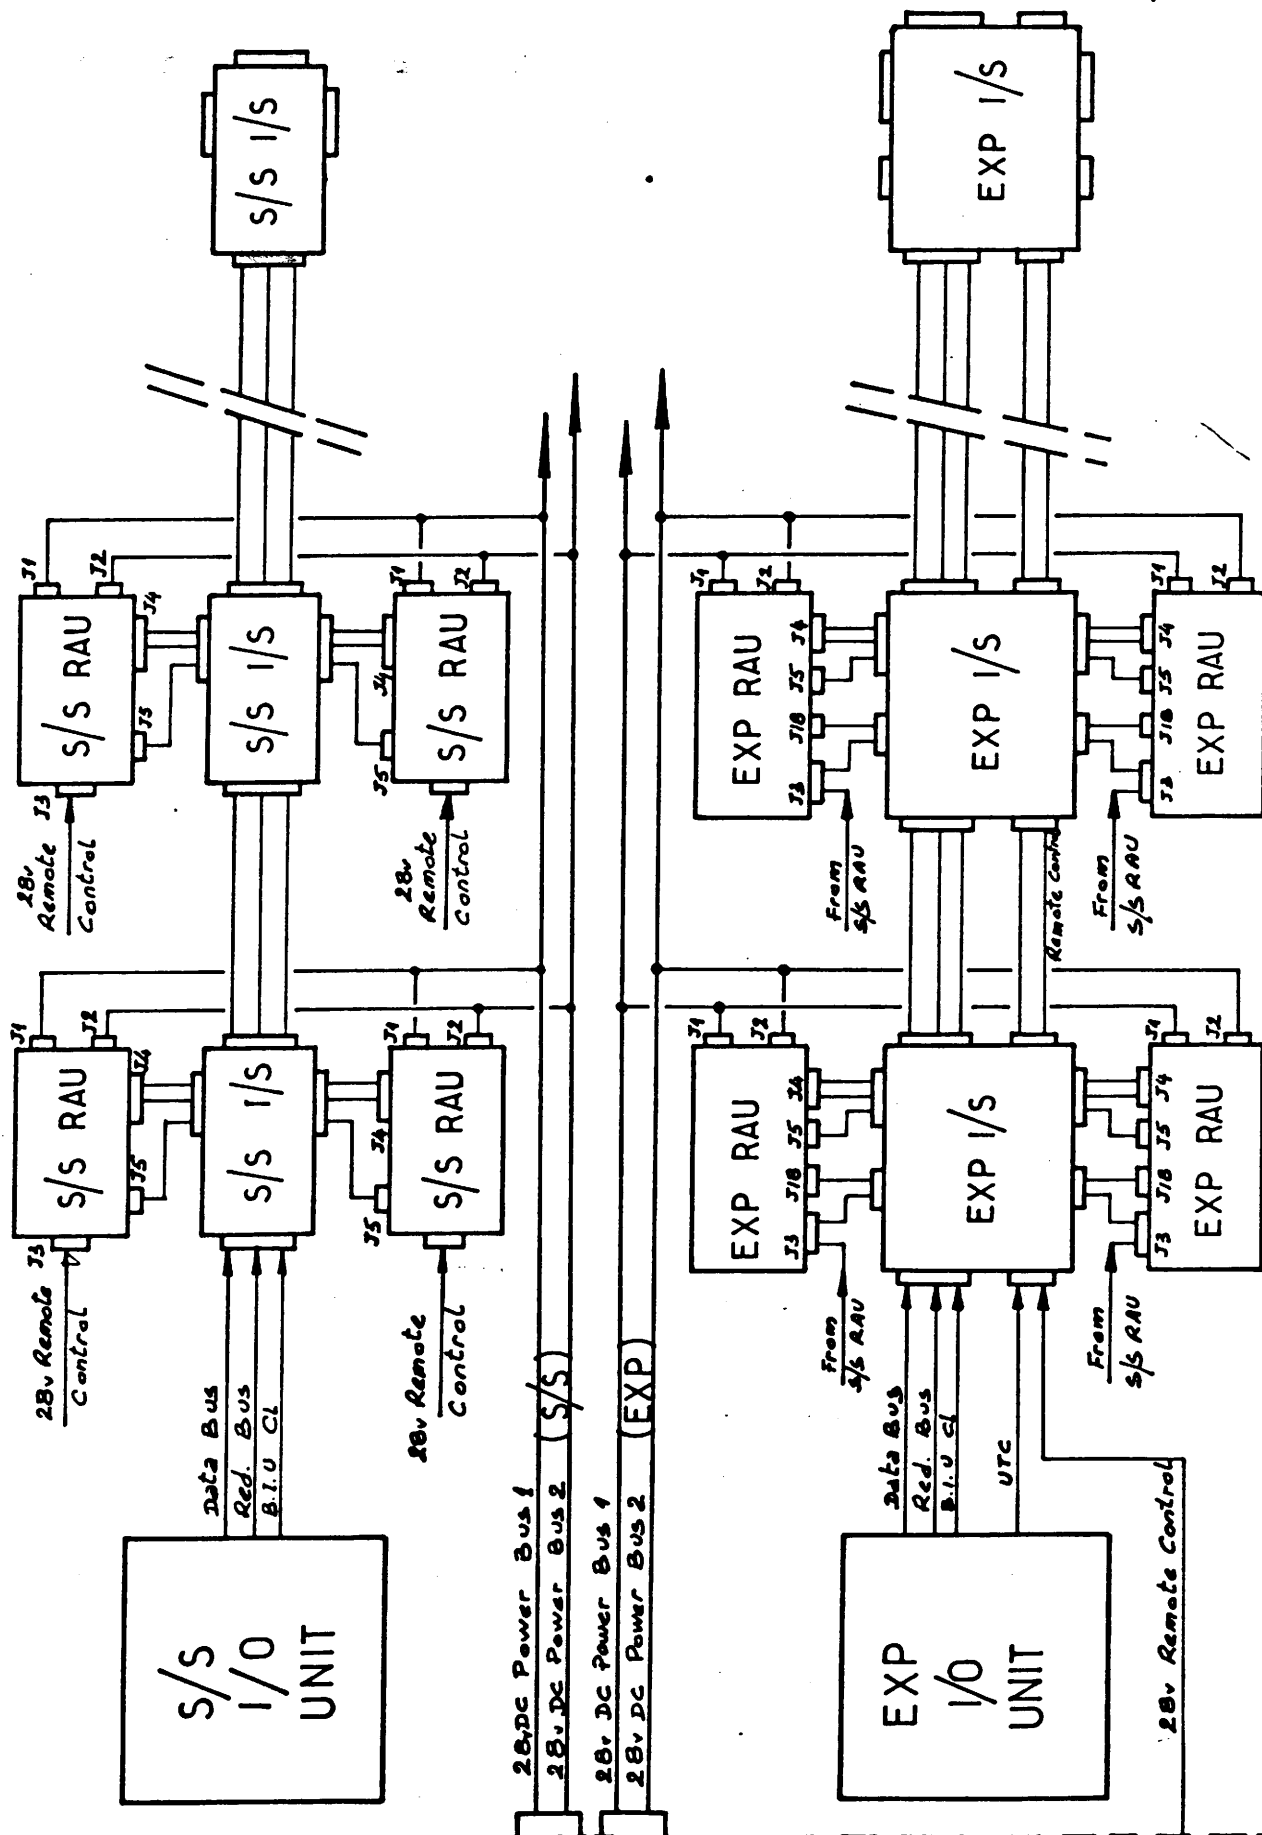 S/S
I/O
UNIT
Data Bus
Red. Bus
B.I.U CL
28v Remote
Control
J3
S/S RAU
J5
J4
J1
J2
S/S I/S
28v Remote
Control
J5
J4
S/S RAU
J1
J2
28v
Remote
Control
J3
S/S RAU
J5
J4
J1
J2
S/S I/S
28v
Remote
Control
J5
J4
S/S RAU
J1
J2
S/S I/S
28v DC Power Bus 1
28v DC Power Bus 2
(S/S)
28v DC Power Bus 1
28v DC Power Bus 2
(EXP)
EXP
I/O
UNIT
Data Bus
Red. Bus
B.I.U CL
UTC
28v Remote Control
From
S/S RAU
EXP RAU
J3
J18
J5
J4
J1
J2
EXP I/S
From
S/S RAU
J3
J18
J5
J4
EXP RAU
J1
J2
Remote Control
From
S/S RAU
EXP RAU
J3
J18
J5
J4
J1
J2
EXP I/S
From
S/S RAU
J3
J18
J5
J4
EXP RAU
J1
J2
EXP I/S